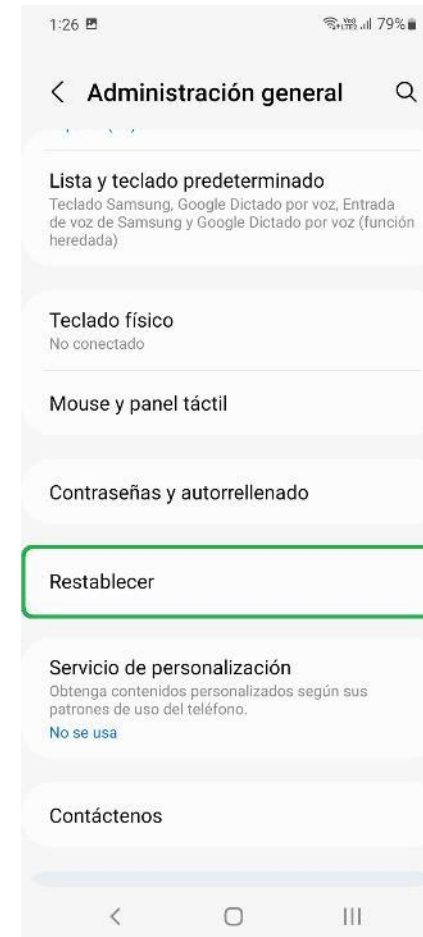 1:26 79%
Administración general
Lista y teclado predeterminado
Teclado Samsung, Google Dictado por voz, Entrada
de voz de Samsung y Google Dictado por voz (función
heredada)
Teclado físico
No conectado
Mouse y panel táctil
Contraseñas y autorrellenado
Restablecer
Servicio de personalización
Obtenga contenidos personalizados según sus
patrones de uso del teléfono.
No se usa
Contáctenos